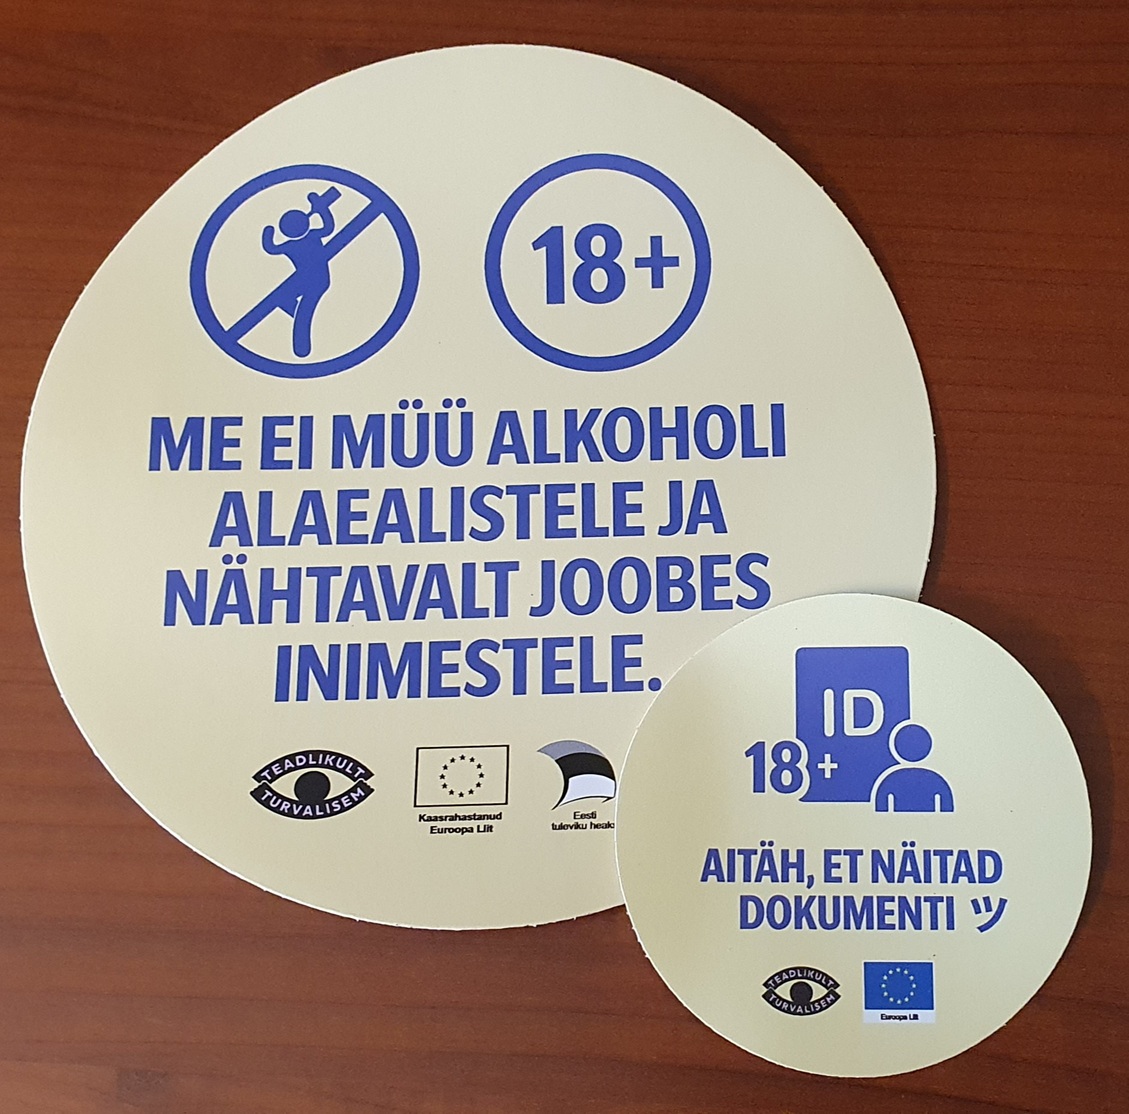 18+
ME EI MÜÜ ALKOHOLI
ALAEALISTELE JA
NÄHTAVALT JOOBES
INIMESTELE.
TEADLIKULT
TURVALISEM
Kaasrahastanud
Euroopa Liit
Eesti
tuleviku heaks
ID
18+
AITÄH, ET NÄITAD
DOKUMENTI ツ
TEADLIKULT
TURVALISEM
Euroopa Liit